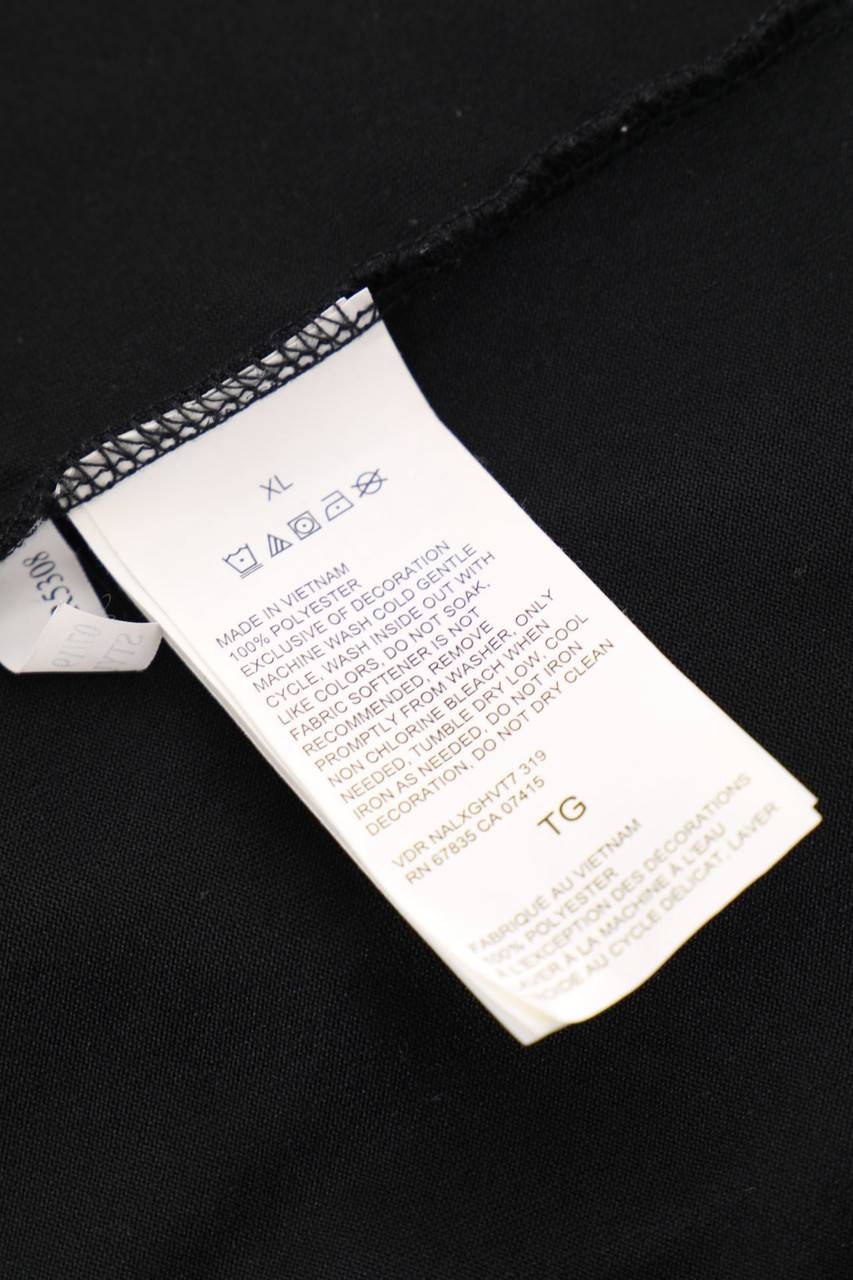 XL
MADE IN VIETNAM
100% POLYESTER
EXCLUSIVE OF DECORATION
MACHINE WASH COLD GENTLE
CYCLE, WASH INSIDE OUT WITH
LIKE COLORS, DO NOT SOAK.
FABRIC SOFTENER IS NOT
RECOMMENDED, REMOVE
PROMPTLY FROM WASHER, ONLY
NON CHLORINE BLEACH WHEN
NEEDED, TUMBLE DRY LOW, COOL
IRON AS NEEDED, DO NOT IRON
DECORATION, DO NOT DRY CLEAN
VDR NALXGHVT7 319
RN 67835 CA 07415
TG
FABRIQUE AU VIETNAM
100% POLYESTER
A L'EXCEPTION DES DECORATIONS
LAVER À LA MACHINE À L'EAU
AU CYCLE DÉLICAT, LAVER
5308